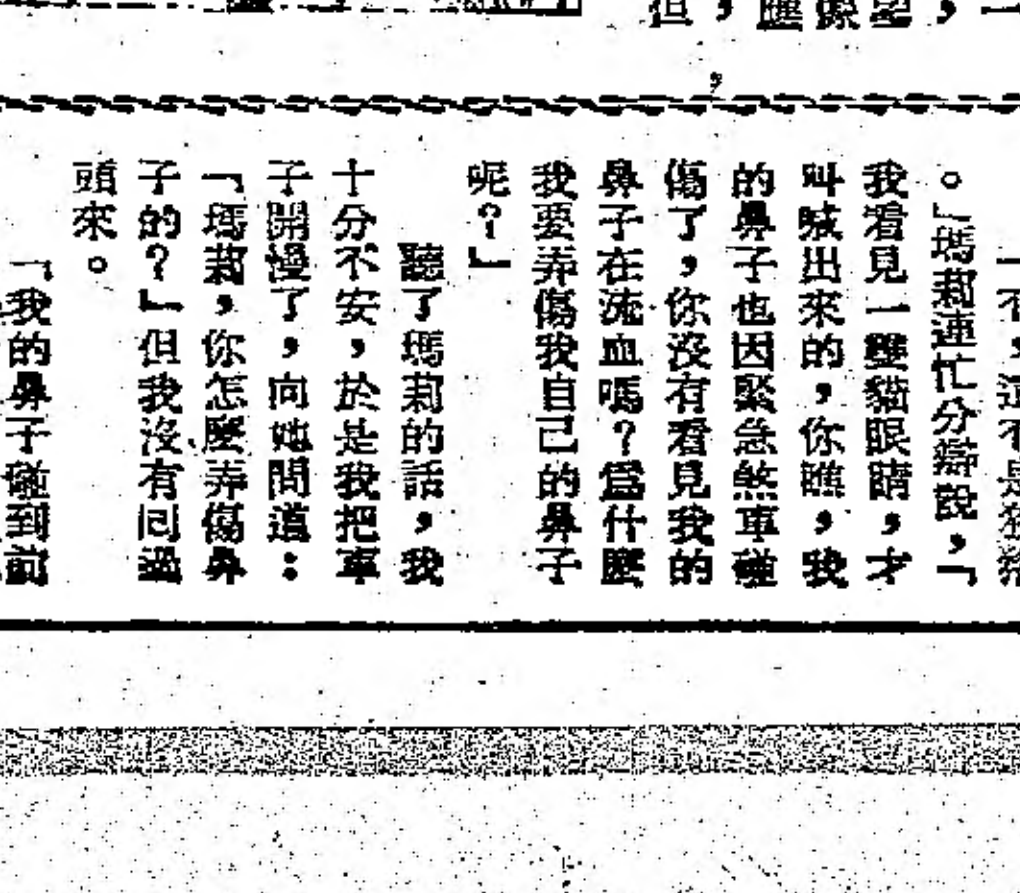 。」瑪莉連忙分辯說，「
我看見一雙貓眼睛，才
叫喊出來的，你瞧，我
的鼻子也因緊急煞車碰
傷了，你沒有看見我的
鼻子在流血嗎？爲什麼
我要弄傷我自己的鼻子
呢？」
聽了瑪莉的話，我
十分不安，於是我把車
子開慢了，向她問道：
「瑪莉，你怎麼弄傷鼻
子的？」但我沒有回過
頭來。
「我的鼻子碰到前